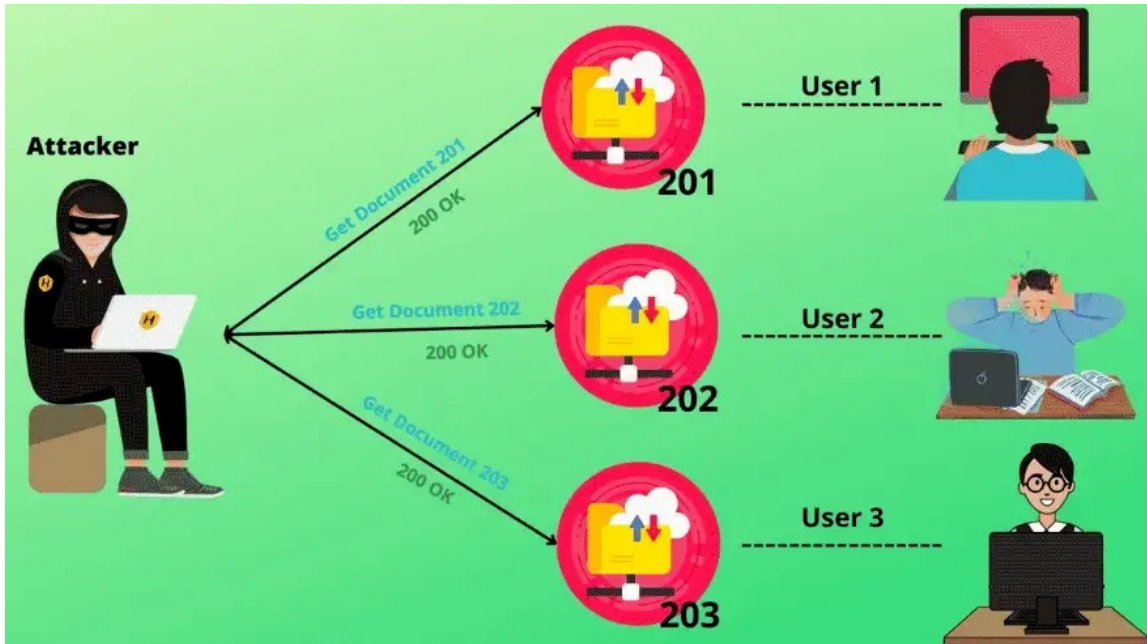 Attacker
Get Document 201
200 OK
201
User 1
Get Document 202
200 OK
202
User 2
Get Document 203
200 OK
203
User 3
H
H